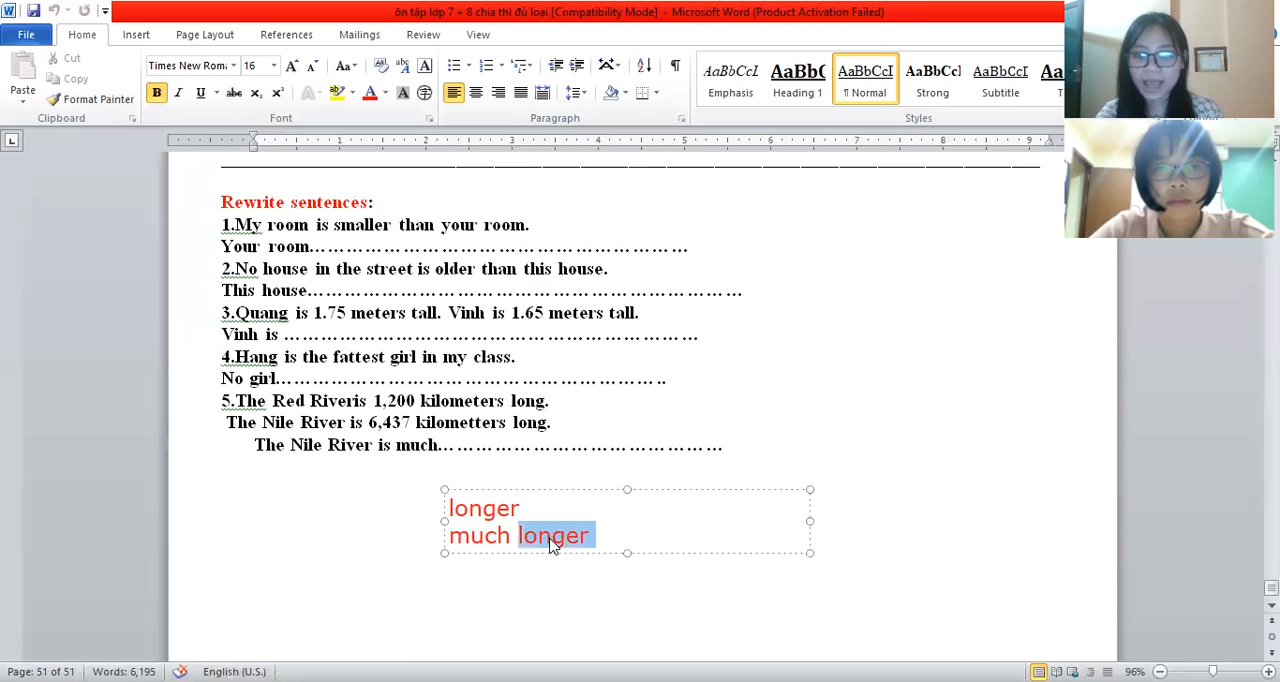 ôn tập lớp 7 + 8 chia thì đủ loại [Compatibility Mode] - Microsoft Word (Product Activation Failed)
File Home Insert Page Layout References Mailings Review View
Paste
Cut
Copy
Format Painter
Times New Roma 16
AaBbCcI AaBbC AaBbCcI AaBbCcl AaBbCcI Aa
Emphasis Heading 1 ¶ Normal Strong Subtitle T
Clipboard Font Paragraph Styles
Rewrite sentences:
1.My room is smaller than your room.
Your room……………………………………………………
2.No house in the street is older than this house.
This house……………………………………………………………
3.Quang is 1.75 meters tall. Vinh is 1.65 meters tall.
Vinh is …………………………………………………………
4.Hang is the fattest girl in my class.
No girl……………………………………………………..
5.The Red Riveris 1,200 kilometers long.
The Nile River is 6,437 kilometters long.
The Nile River is much………………………………………
longer
much longer
Page: 51 of 51 Words: 6,195 English (U.S.) 96%